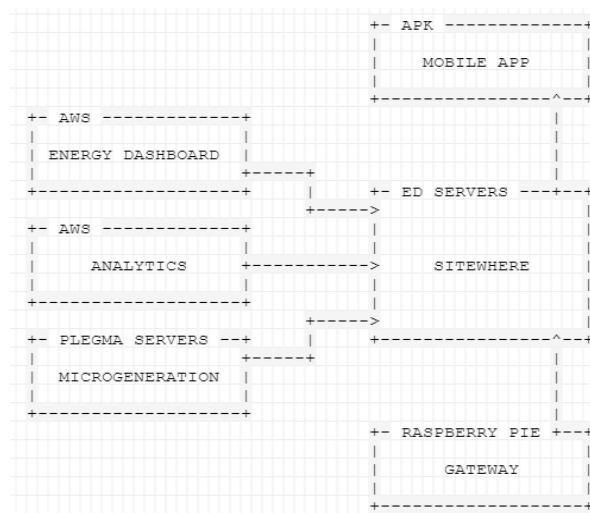 APK
MOBILE APP
AWS
ENERGY DASHBOARD
ED SERVERS
AWS
ANALYTICS
SITEWHERE
PLEGMA SERVERS
MICROGENERATION
RASPBERRY PIE
GATEWAY